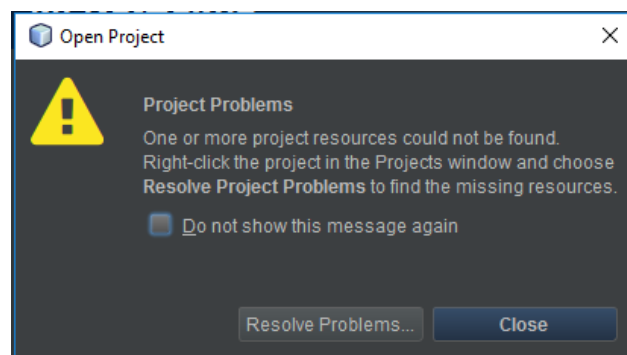 Open Project
Project Problems
One or more project resources could not be found.
Right-click the project in the Projects window and choose
Resolve Project Problems to find the missing resources.
Do not show this message again
Resolve Problems...
Close